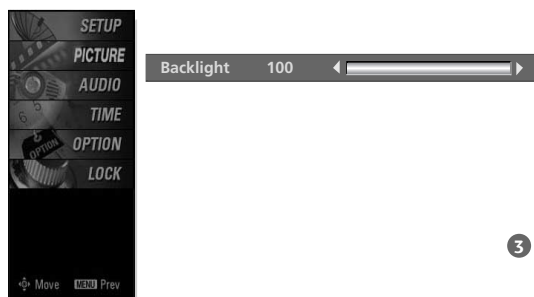 SETUP
PICTURE
AUDIO
TIME
OPTION
LOCK
Move MENU Prev
Backlight 100
3